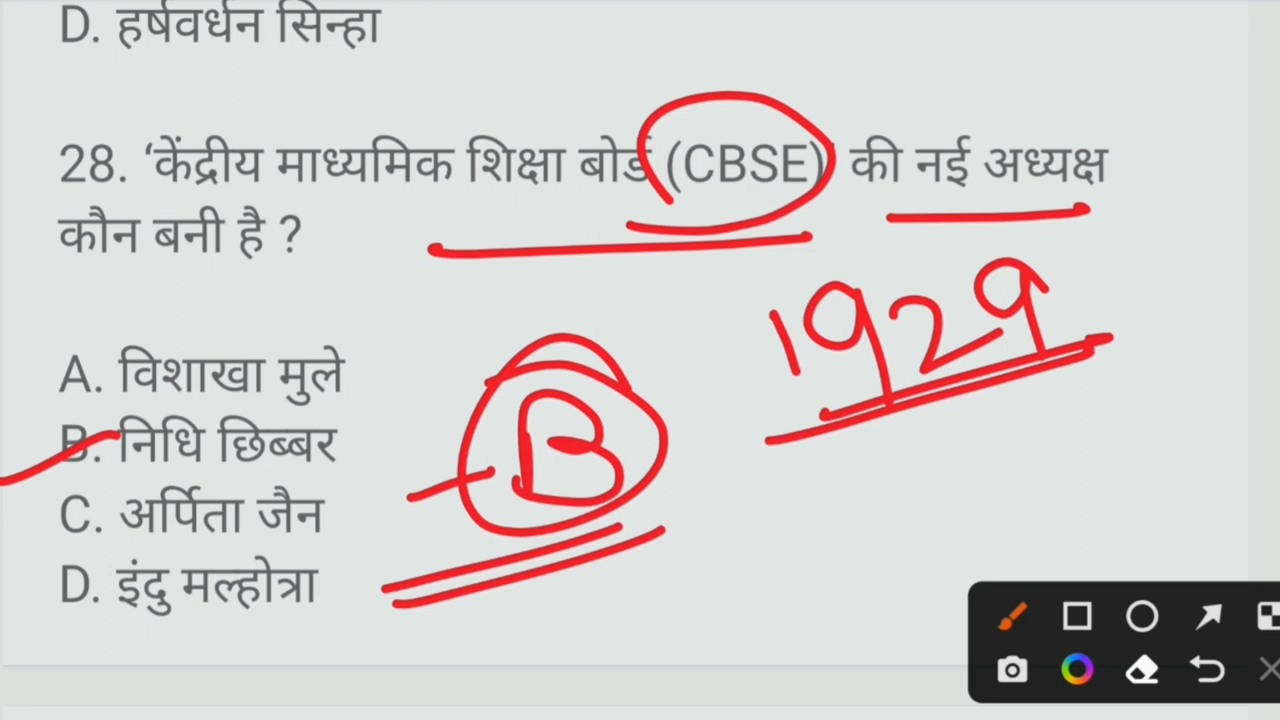 D. हर्षवर्धन सिन्हा
28. ‘केंद्रीय माध्यमिक शिक्षा बोर्ड (CBSE) की नई अध्यक्ष
कौन बनी है ?
1929
A. विशाखा मुले
B. निधि छिब्बर
B
C. अर्पिता जैन
D. इंदु मल्होत्रा